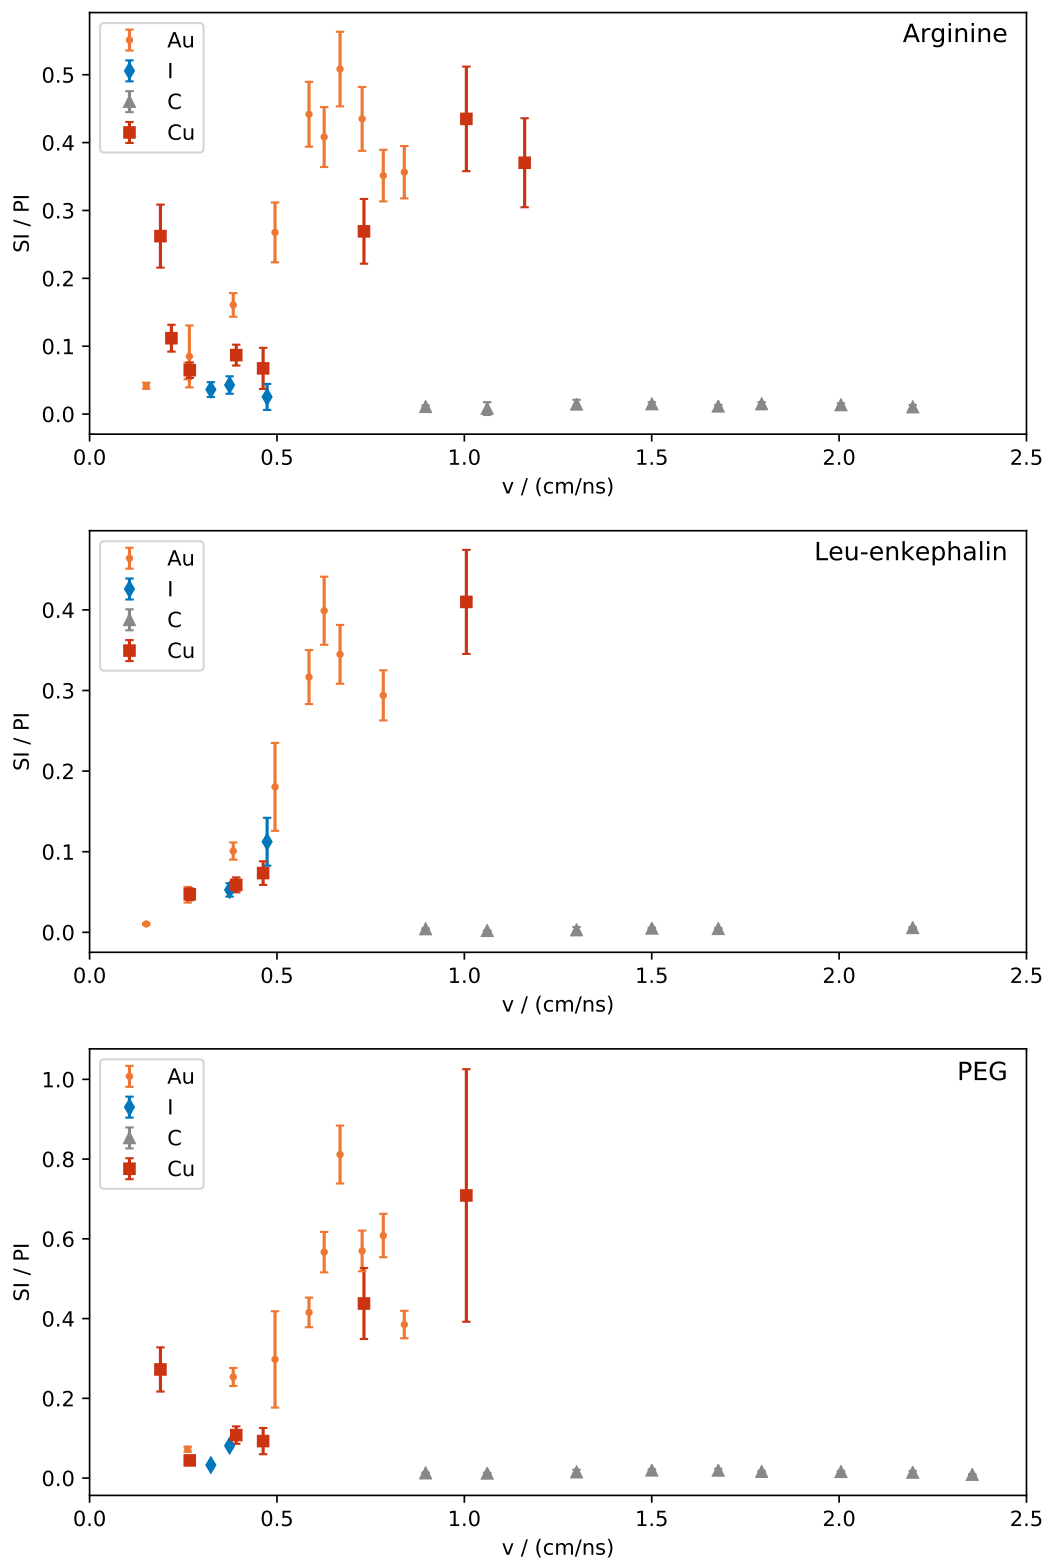 Arginine
Au
I
C
Cu
0.5
0.4
0.3
0.2
0.1
0.0
SI / PI
0.0 0.5 1.0 1.5 2.0 2.5
v / (cm/ns)
Leu-enkephalin
Au
I
C
Cu
0.4
0.3
0.2
0.1
0.0
SI / PI
0.0 0.5 1.0 1.5 2.0 2.5
v / (cm/ns)
PEG
Au
I
C
Cu
1.0
0.8
0.6
0.4
0.2
0.0
SI / PI
0.0 0.5 1.0 1.5 2.0 2.5
v / (cm/ns)